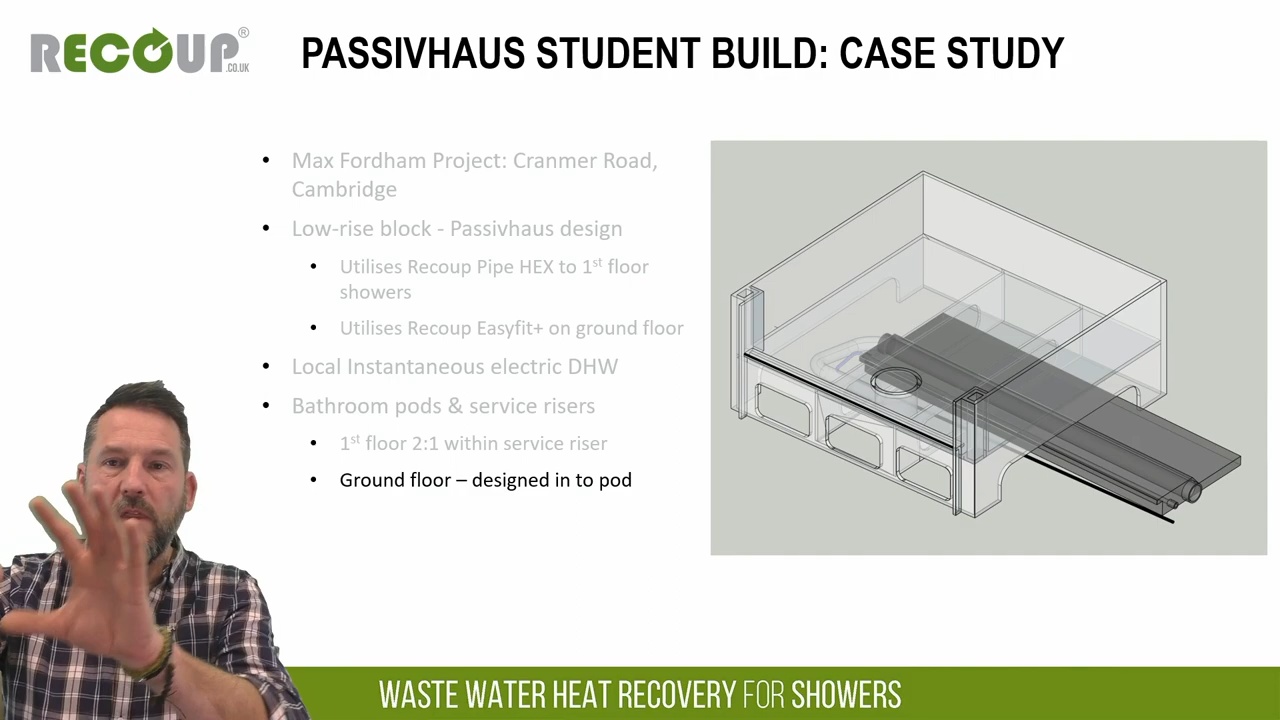 RECOUP®
.CO.UK
PASSIVHAUS STUDENT BUILD: CASE STUDY
• Max Fordham Project: Cranmer Road,
Cambridge
• Low-rise block - Passivhaus design
• Utilises Recoup Pipe HEX to 1st floor
showers
• Utilises Recoup Easyfit+ on ground floor
• Local Instantaneous electric DHW
• Bathroom pods & service risers
• 1st floor 2:1 within service riser
• Ground floor – designed in to pod
WASTE WATER HEAT RECOVERY FOR SHOWERS